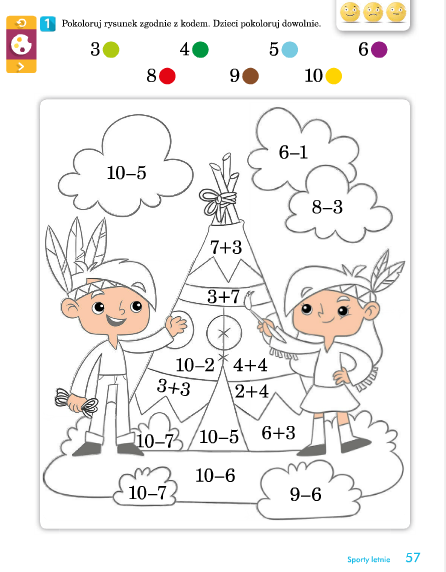 1 Pokoloruj rysunek zgodnie z kodem. Dzieci pokoloruj dowolnie.
3 4 5 6
8 9 10
10–5
6–1
8–3
7+3
3+7
10–2 4+4
3+3 2+4
10–7 10–5 6+3
10–6
10–7
9–6
Sporty letnie 57